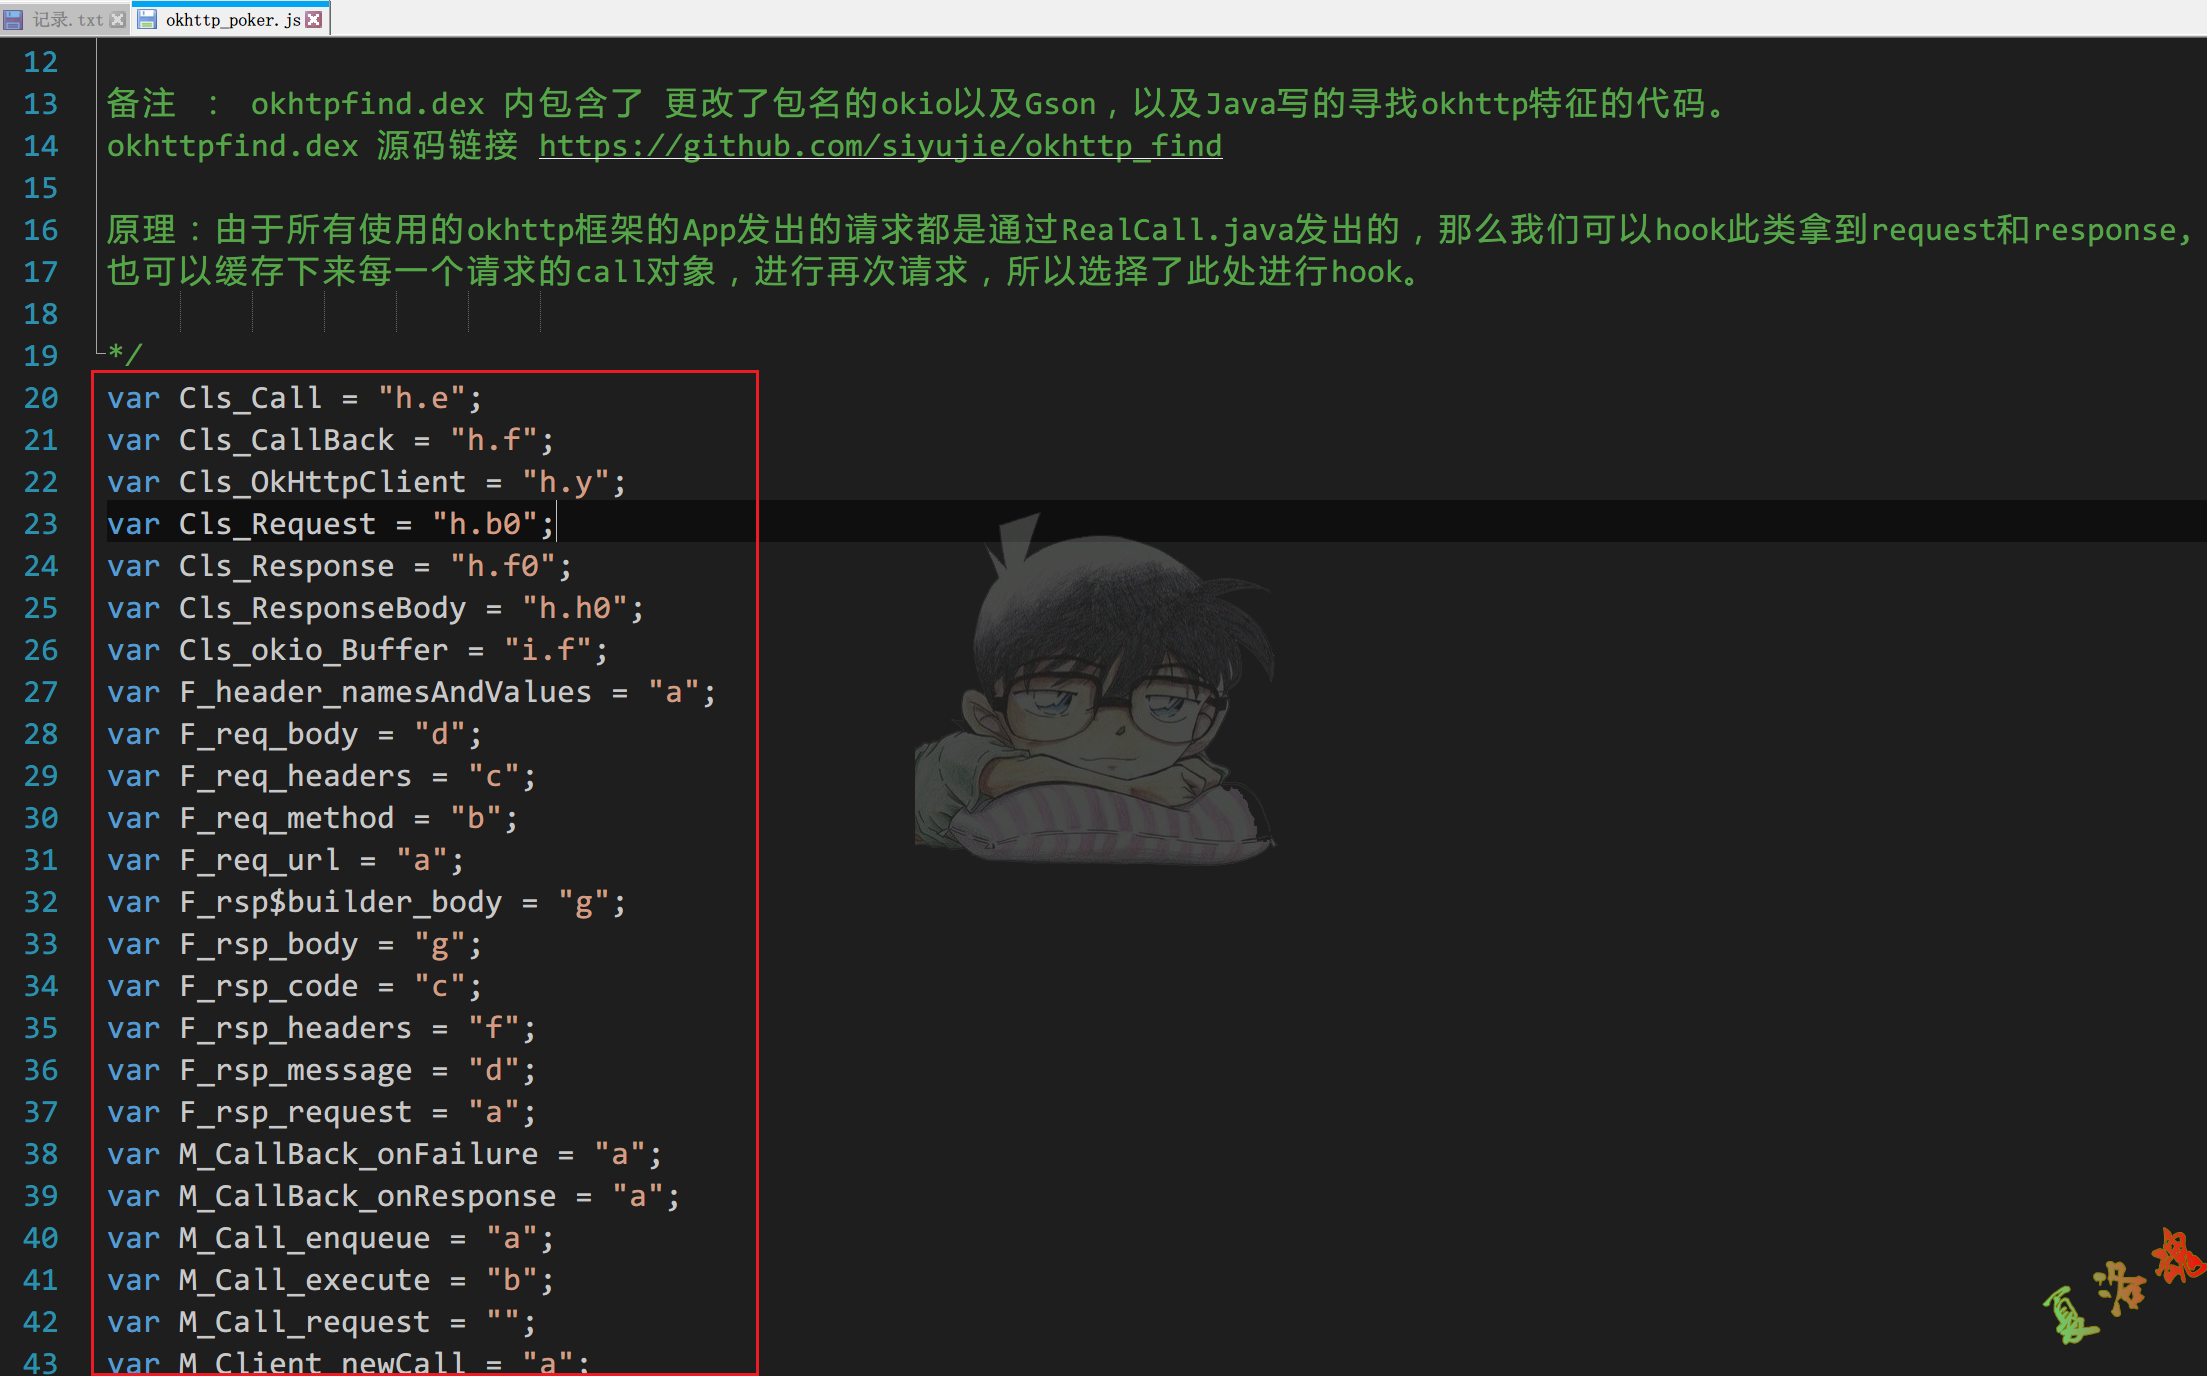 记录.txt
okhttp_poker.js
12
13 备注 ： okhtpfind.dex 内包含了 更改了包名的okio以及Gson，以及Java写的寻找okhttp特征的代码。
14 okhttpfind.dex 源码链接 https://github.com/siyujie/okhttp_find
15
16 原理：由于所有使用的okhttp框架的App发出的请求都是通过RealCall.java发出的，那么我们可以hook此类拿到request和response,
17 也可以缓存下来每一个请求的call对象，进行再次请求，所以选择了此处进行hook。
18
19 */
20 var Cls_Call = "h.e";
21 var Cls_CallBack = "h.f";
22 var Cls_OkHttpClient = "h.y";
23 var Cls_Request = "h.b0";
24 var Cls_Response = "h.f0";
25 var Cls_ResponseBody = "h.h0";
26 var Cls_okio_Buffer = "i.f";
27 var F_header_namesAndValues = "a";
28 var F_req_body = "d";
29 var F_req_headers = "c";
30 var F_req_method = "b";
31 var F_req_url = "a";
32 var F_rsp$builder_body = "g";
33 var F_rsp_body = "g";
34 var F_rsp_code = "c";
35 var F_rsp_headers = "f";
36 var F_rsp_message = "d";
37 var F_rsp_request = "a";
38 var M_CallBack_onFailure = "a";
39 var M_CallBack_onResponse = "a";
40 var M_Call_enqueue = "a";
41 var M_Call_execute = "b";
42 var M_Call_request = "";
43 var M_Client_newCall = "a";
夏洛魂